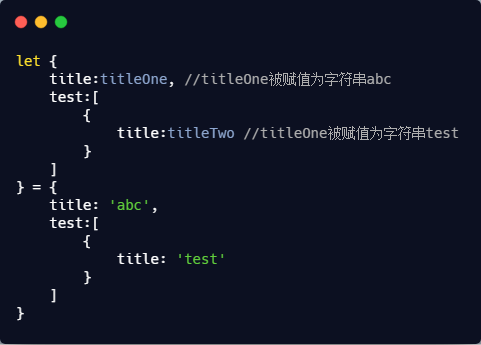 let {
    title:titleOne, //titleOne被赋值为字符串abc
    test:[
        {
            title:titleTwo //titleOne被赋值为字符串test
        }
    ]
} = {
    title: 'abc',
    test:[
        {
            title: 'test'
        }
    ]
}